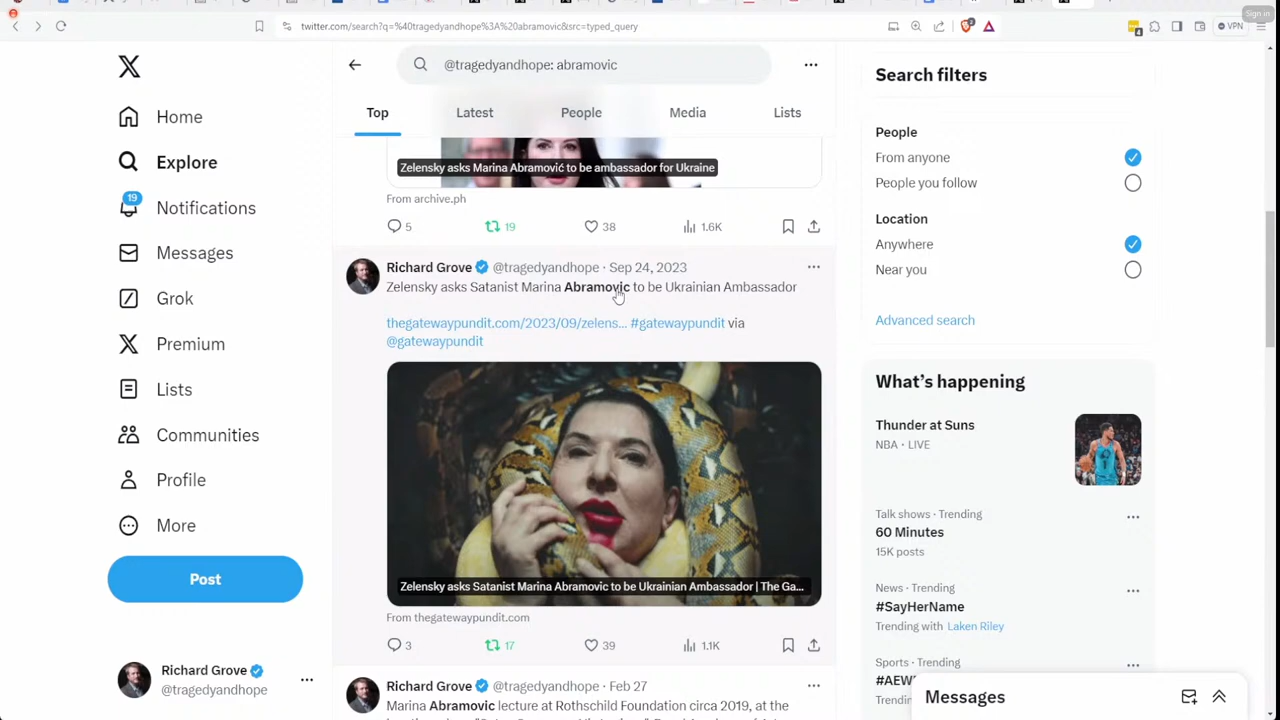 Sign in
twitter.com/search?q=%40tragedyandhope%3A%20abramovic&src=typed_query
VPN
@tragedyandhope: abramovic
Top
Latest
People
Media
Lists
Home
Explore
19
Notifications
Messages
Grok
Premium
Lists
Communities
Profile
More
Post
Richard Grove
@tragedyandhope
Zelensky asks Marina Abramović to be ambassador for Ukraine
From archive.ph
5
19
38
1.6K
Richard Grove @tragedyandhope · Sep 24, 2023
Zelensky asks Satanist Marina Abramovic to be Ukrainian Ambassador
thegatewaypundit.com/2023/09/zelens... #gatewaypundit via
@gatewaypundit
Zelensky asks Satanist Marina Abramovic to be Ukrainian Ambassador | The Ga...
From thegatewaypundit.com
3
17
39
1.1K
Richard Grove @tragedyandhope · Feb 27
Marina Abramovic lecture at Rothschild Foundation circa 2019, at the
Search filters
People
From anyone
People you follow
Location
Anywhere
Near you
Advanced search
What's happening
Thunder at Suns
NBA · LIVE
Talk shows · Trending
60 Minutes
15K posts
News · Trending
#SayHerName
Trending with Laken Riley
Sports · Trending
Messages